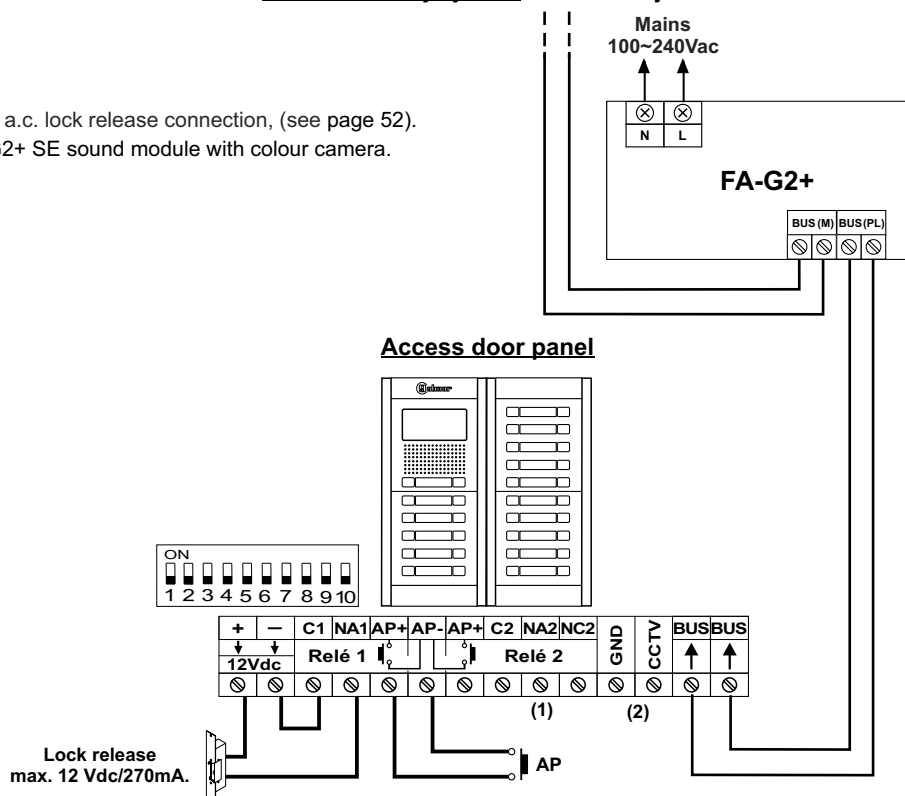 Mains
100~240Vac
a.c. lock release connection, (see page 52).
SE sound module with colour camera.
N L
FA-G2+
BUS (M) BUS (PL)
Access door panel
Golmar
ON
1 2 3 4 5 6 7 8 9 10
+ — C1 NA1 AP+ AP- AP+ C2 NA2 NC2 GND CCTV BUS BUS
12Vdc Relé 1 Relé 2
(1) (2)
Lock release
max. 12 Vdc/270mA.
AP